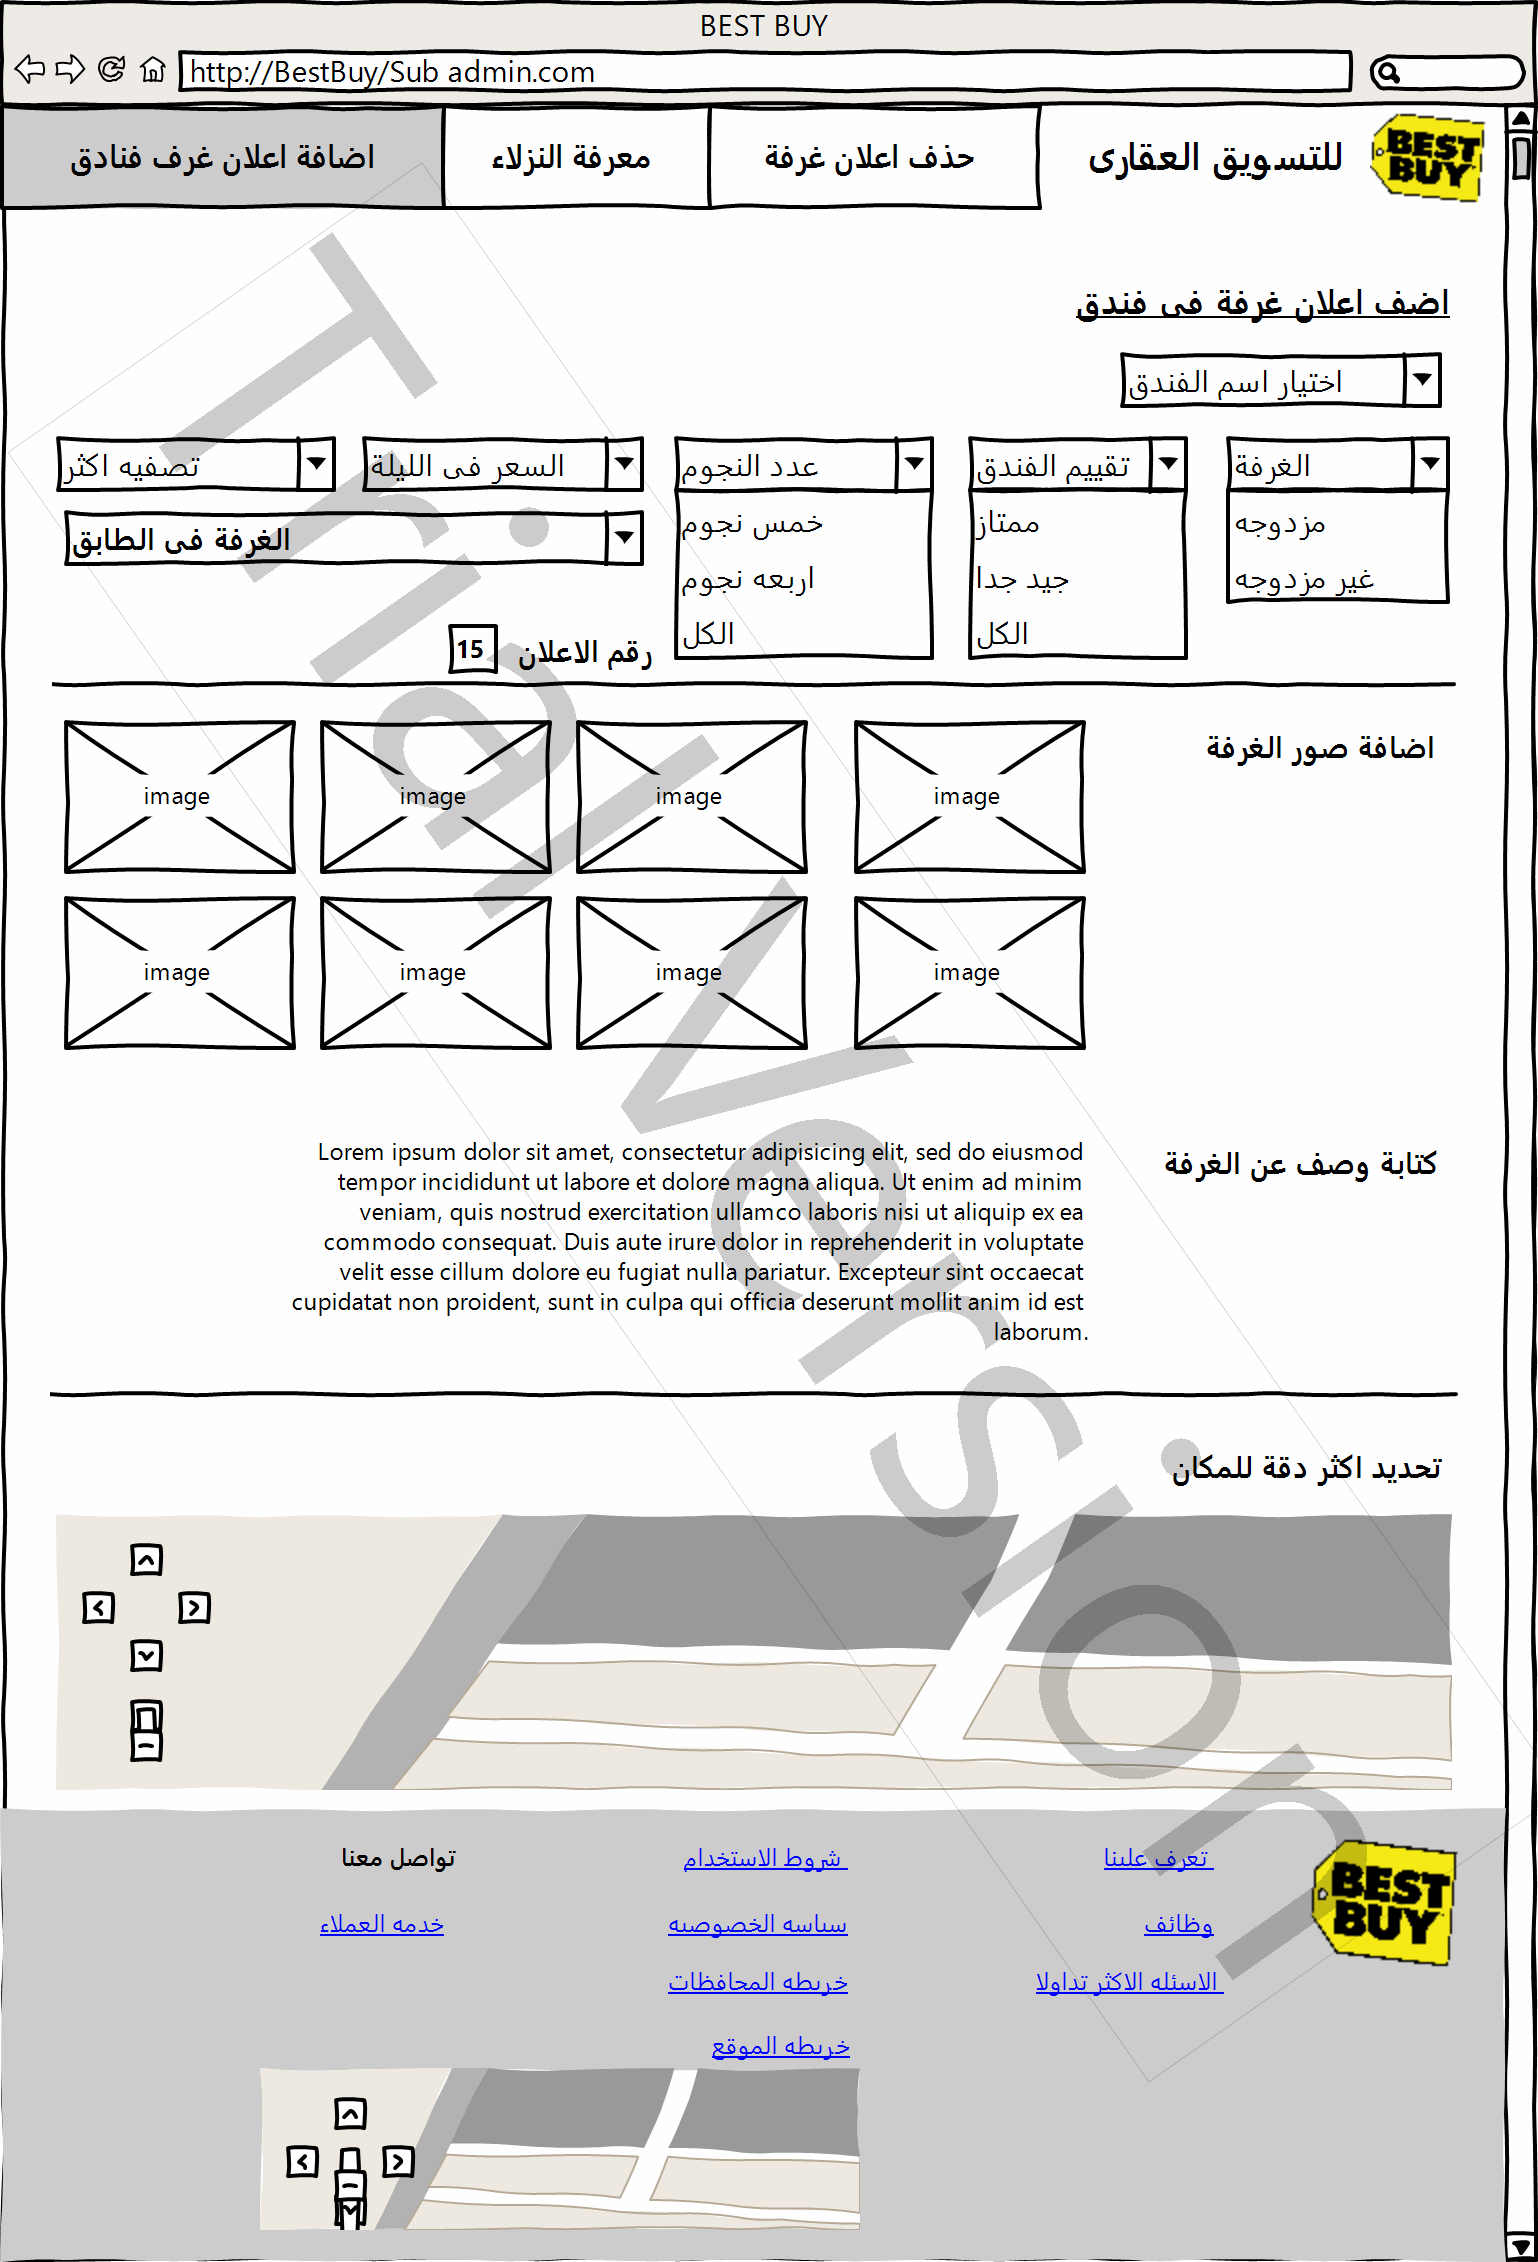 BEST BUY
http://BestBuy/Sub admin.com
BEST BUY
للتسويق العقارى
حذف اعلان غرفة
معرفة النزلاء
اضافة اعلان غرف فنادق
اضف اعلان غرفة فى فندق
اختيار اسم الفندق
الغرفة
مزدوجه
غير مزدوجه
تقييم الفندق
ممتاز
جيد جدا
الكل
عدد النجوم
خمس نجوم
اربعه نجوم
الكل
السعر فى الليلة
تصفيه اكثر
الغرفة فى الطابق
رقم الاعلان 15
اضافة صور الغرفة
image
image
image
image
image
image
image
image
كتابة وصف عن الغرفة
Lorem ipsum dolor sit amet, consectetur adipisicing elit, sed do eiusmod
tempor incididunt ut labore et dolore magna aliqua. Ut enim ad minim
veniam, quis nostrud exercitation ullamco laboris nisi ut aliquip ex ea
commodo consequat. Duis aute irure dolor in reprehenderit in voluptate
velit esse cillum dolore eu fugiat nulla pariatur. Excepteur sint occaecat
cupidatat non proident, sunt in culpa qui officia deserunt mollit anim id est
laborum.
تحديد اكثر دقة للمكان
BEST BUY
تعرف علينا
وظائف
الاسئله الاكثر تداولا
شروط الاستخدام
سياسه الخصوصيه
خريطه المحافظات
خريطه الموقع
تواصل معنا
خدمه العملاء
Trial Version